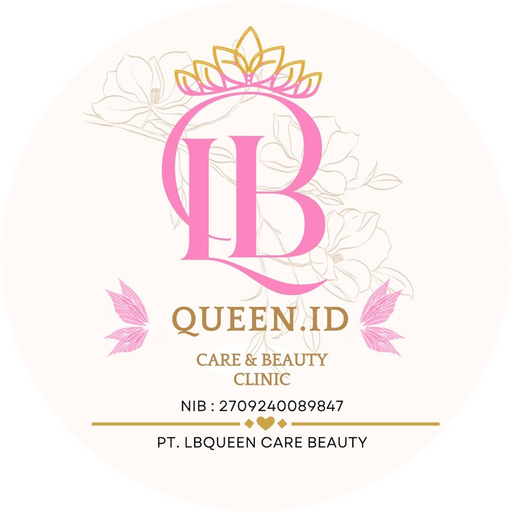 LB
QUEEN.ID
CARE & BEAUTY
CLINIC
NIB : 2709240089847
PT. LBQUEEN CARE BEAUTY